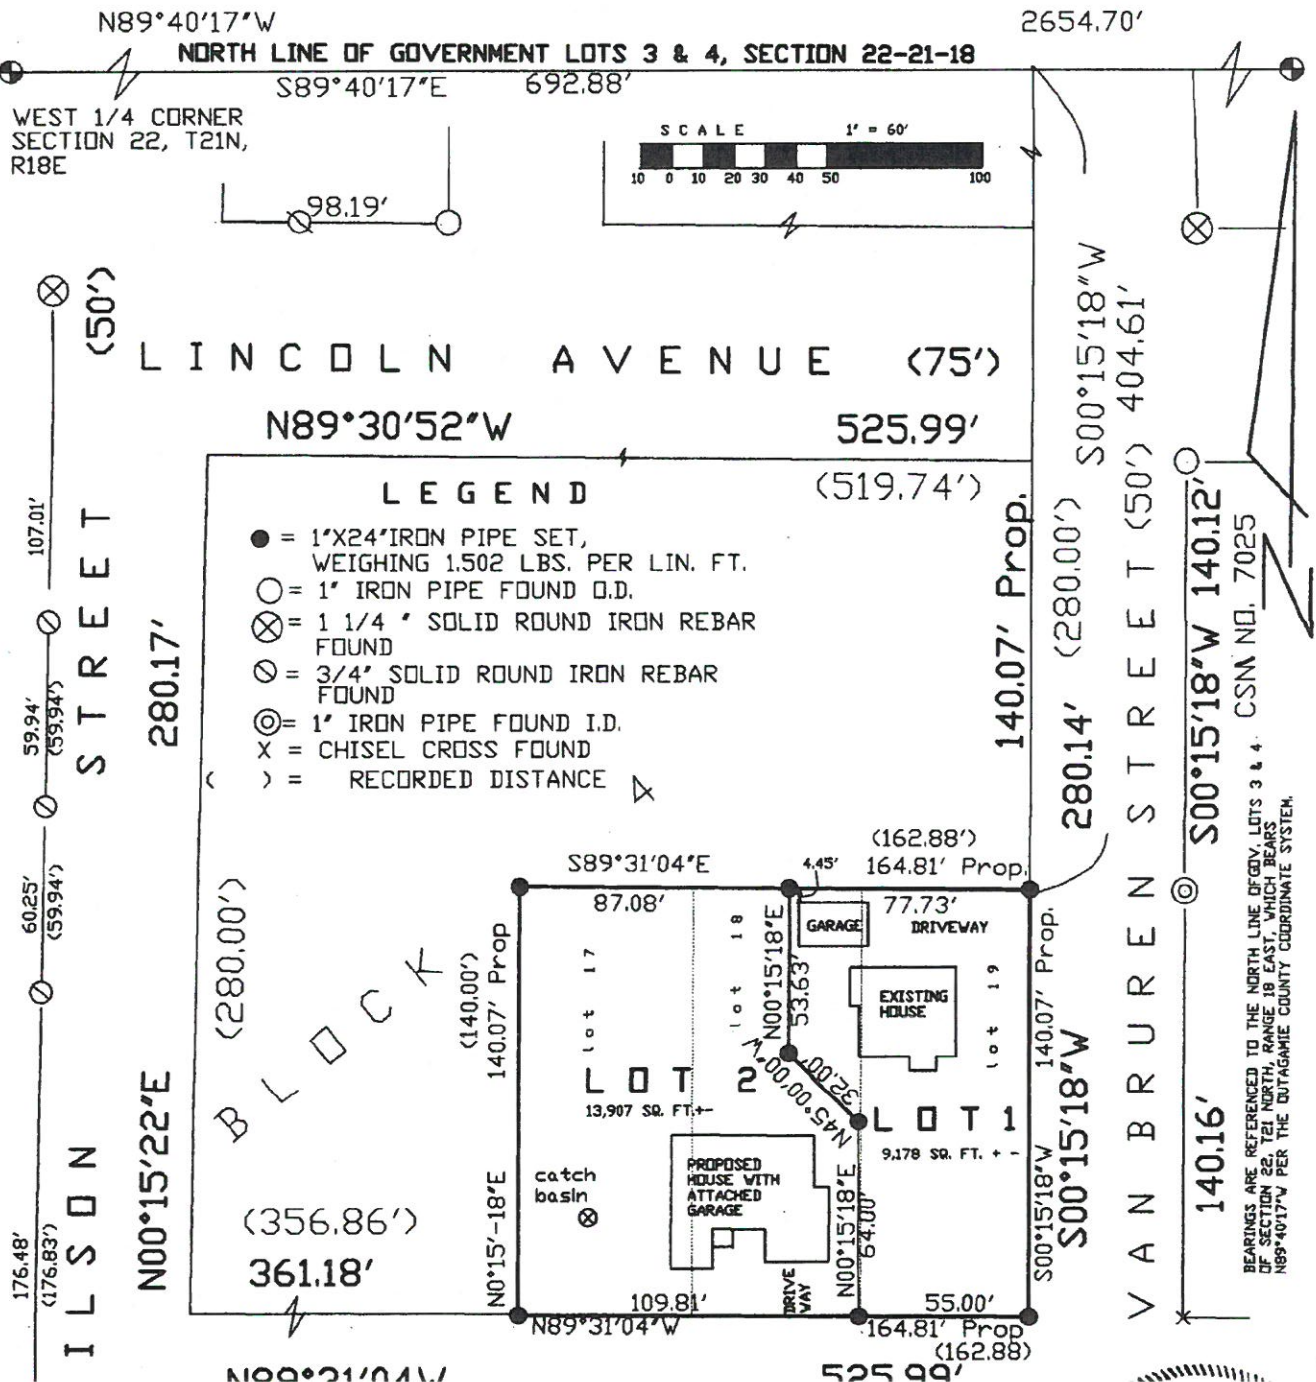 N89°40'17"W
2654.70'
NORTH LINE OF GOVERNMENT LOTS 3 & 4, SECTION 22-21-18
S89°40'17"E
692.88'
WEST 1/4 CORNER
SECTION 22, T21N,
R18E
SCALE
1" = 60'
10 0 10 20 30 40 50 100
98.19'
(50')
LINCOLN AVENUE (75')
N89°30'52"W
525.99'
(519.74')
S00°15'18"W
404.61'
LEGEND
= 1"X24"IRON PIPE SET,
WEIGHING 1.502 LBS. PER LIN. FT.
= 1" IRON PIPE FOUND O.D.
= 1 1/4 " SOLID ROUND IRON REBAR
FOUND
= 3/4" SOLID ROUND IRON REBAR
FOUND
= 1" IRON PIPE FOUND I.D.
X = CHISEL CROSS FOUND
( ) = RECORDED DISTANCE
107.01'
59.94'
(59.94')
60.25'
(59.94')
176.48'
(176.83')
ILSON STREET
280.17'
(280.00')
N00°15'22"E
BLOCK 4
(356.86')
361.18'
140.07' Prop.
(280.00')
280.14'
S00°15'18"W
VAN BRUREN STREET (50')
S00°15'18"W 140.12'
CSM NO. 7025
140.16'
BEARINGS ARE REFERENCED TO THE NORTH LINE OF GOV. LOTS 3 & 4
OF SECTION 22, T21 NORTH, RANGE 18 EAST, WHICH BEARS
N89°40'17"W PER THE OUTAGAMIE COUNTY COORDINATE SYSTEM.
(162.88')
S89°31'04"E
4.45'
164.81' Prop.
87.08'
77.73'
GARAGE
DRIVEWAY
lot 17
lot 18
lot 19
N00°15'18"E
53.63'
EXISTING
HOUSE
(140.00')
140.07' Prop
N0°15'-18"E
140.07' Prop.
S00°15'18"W
N45°00'00"W
32.00'
LOT 2
13,907 SQ. FT.+-
LOT 1
9,178 SQ. FT. + -
PROPOSED
HOUSE WITH
ATTACHED
GARAGE
catch
basin
N00°15'18"E
64.00'
DRIVE
WAY
109.81'
55.00'
N89°31'04"W
164.81' Prop
(162.88)
N89°31'04"W
525.99'